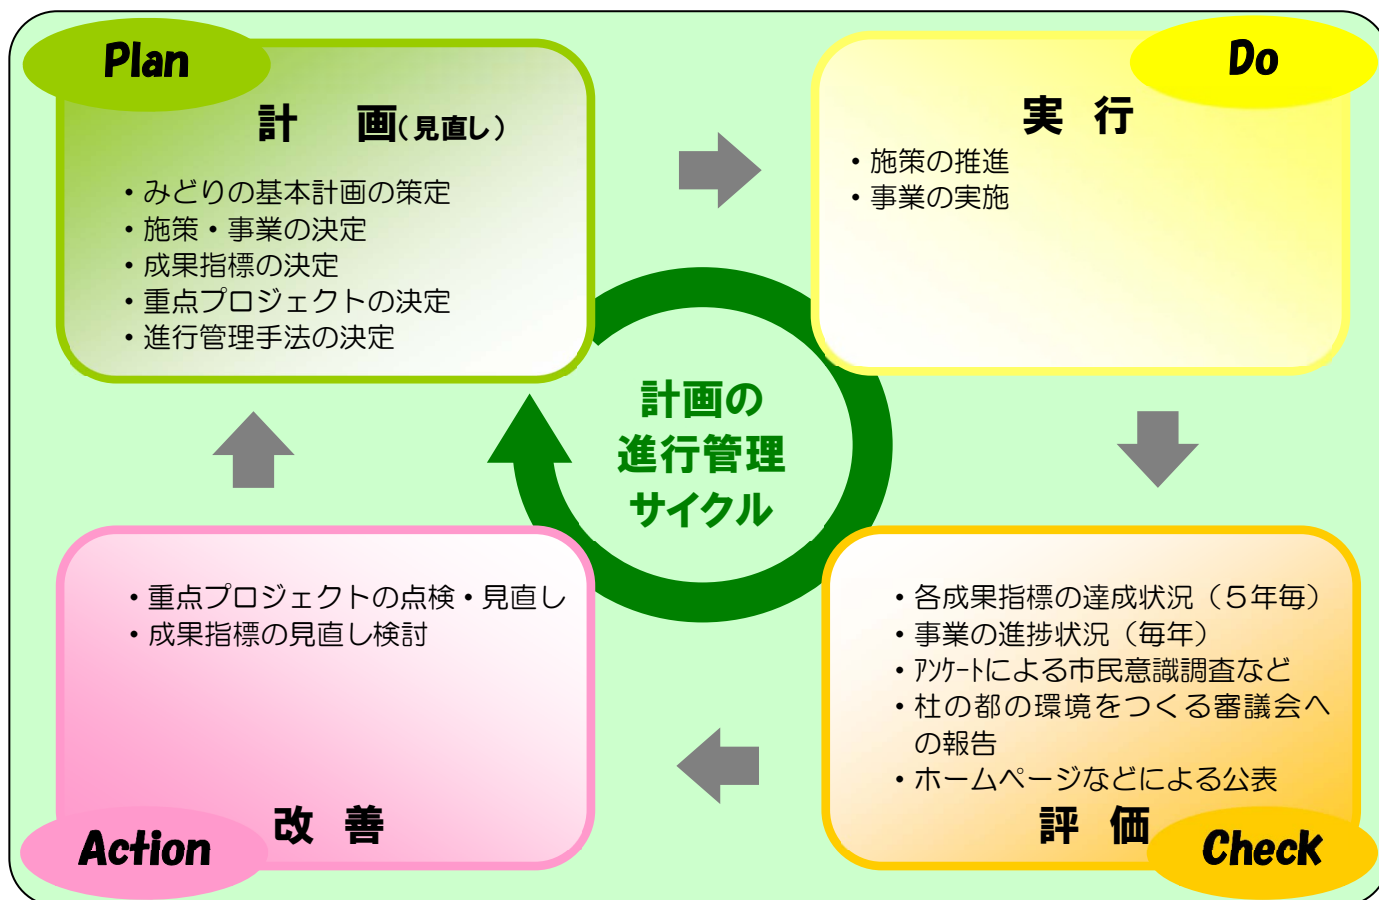 Plan
計 画(見直し)
・みどりの基本計画の策定
・施策・事業の決定
・成果指標の決定
・重点プロジェクトの決定
・進行管理手法の決定
Do
実 行
・施策の推進
・事業の実施
計画の
進行管理
サイクル
・重点プロジェクトの点検・見直し
・成果指標の見直し検討
改 善
Action
・各成果指標の達成状況（５年毎）
・事業の進捗状況（毎年）
・ｱﾝｹｰﾄによる市民意識調査など
・杜の都の環境をつくる審議会へ
の報告
・ホームページなどによる公表
評 価
Check